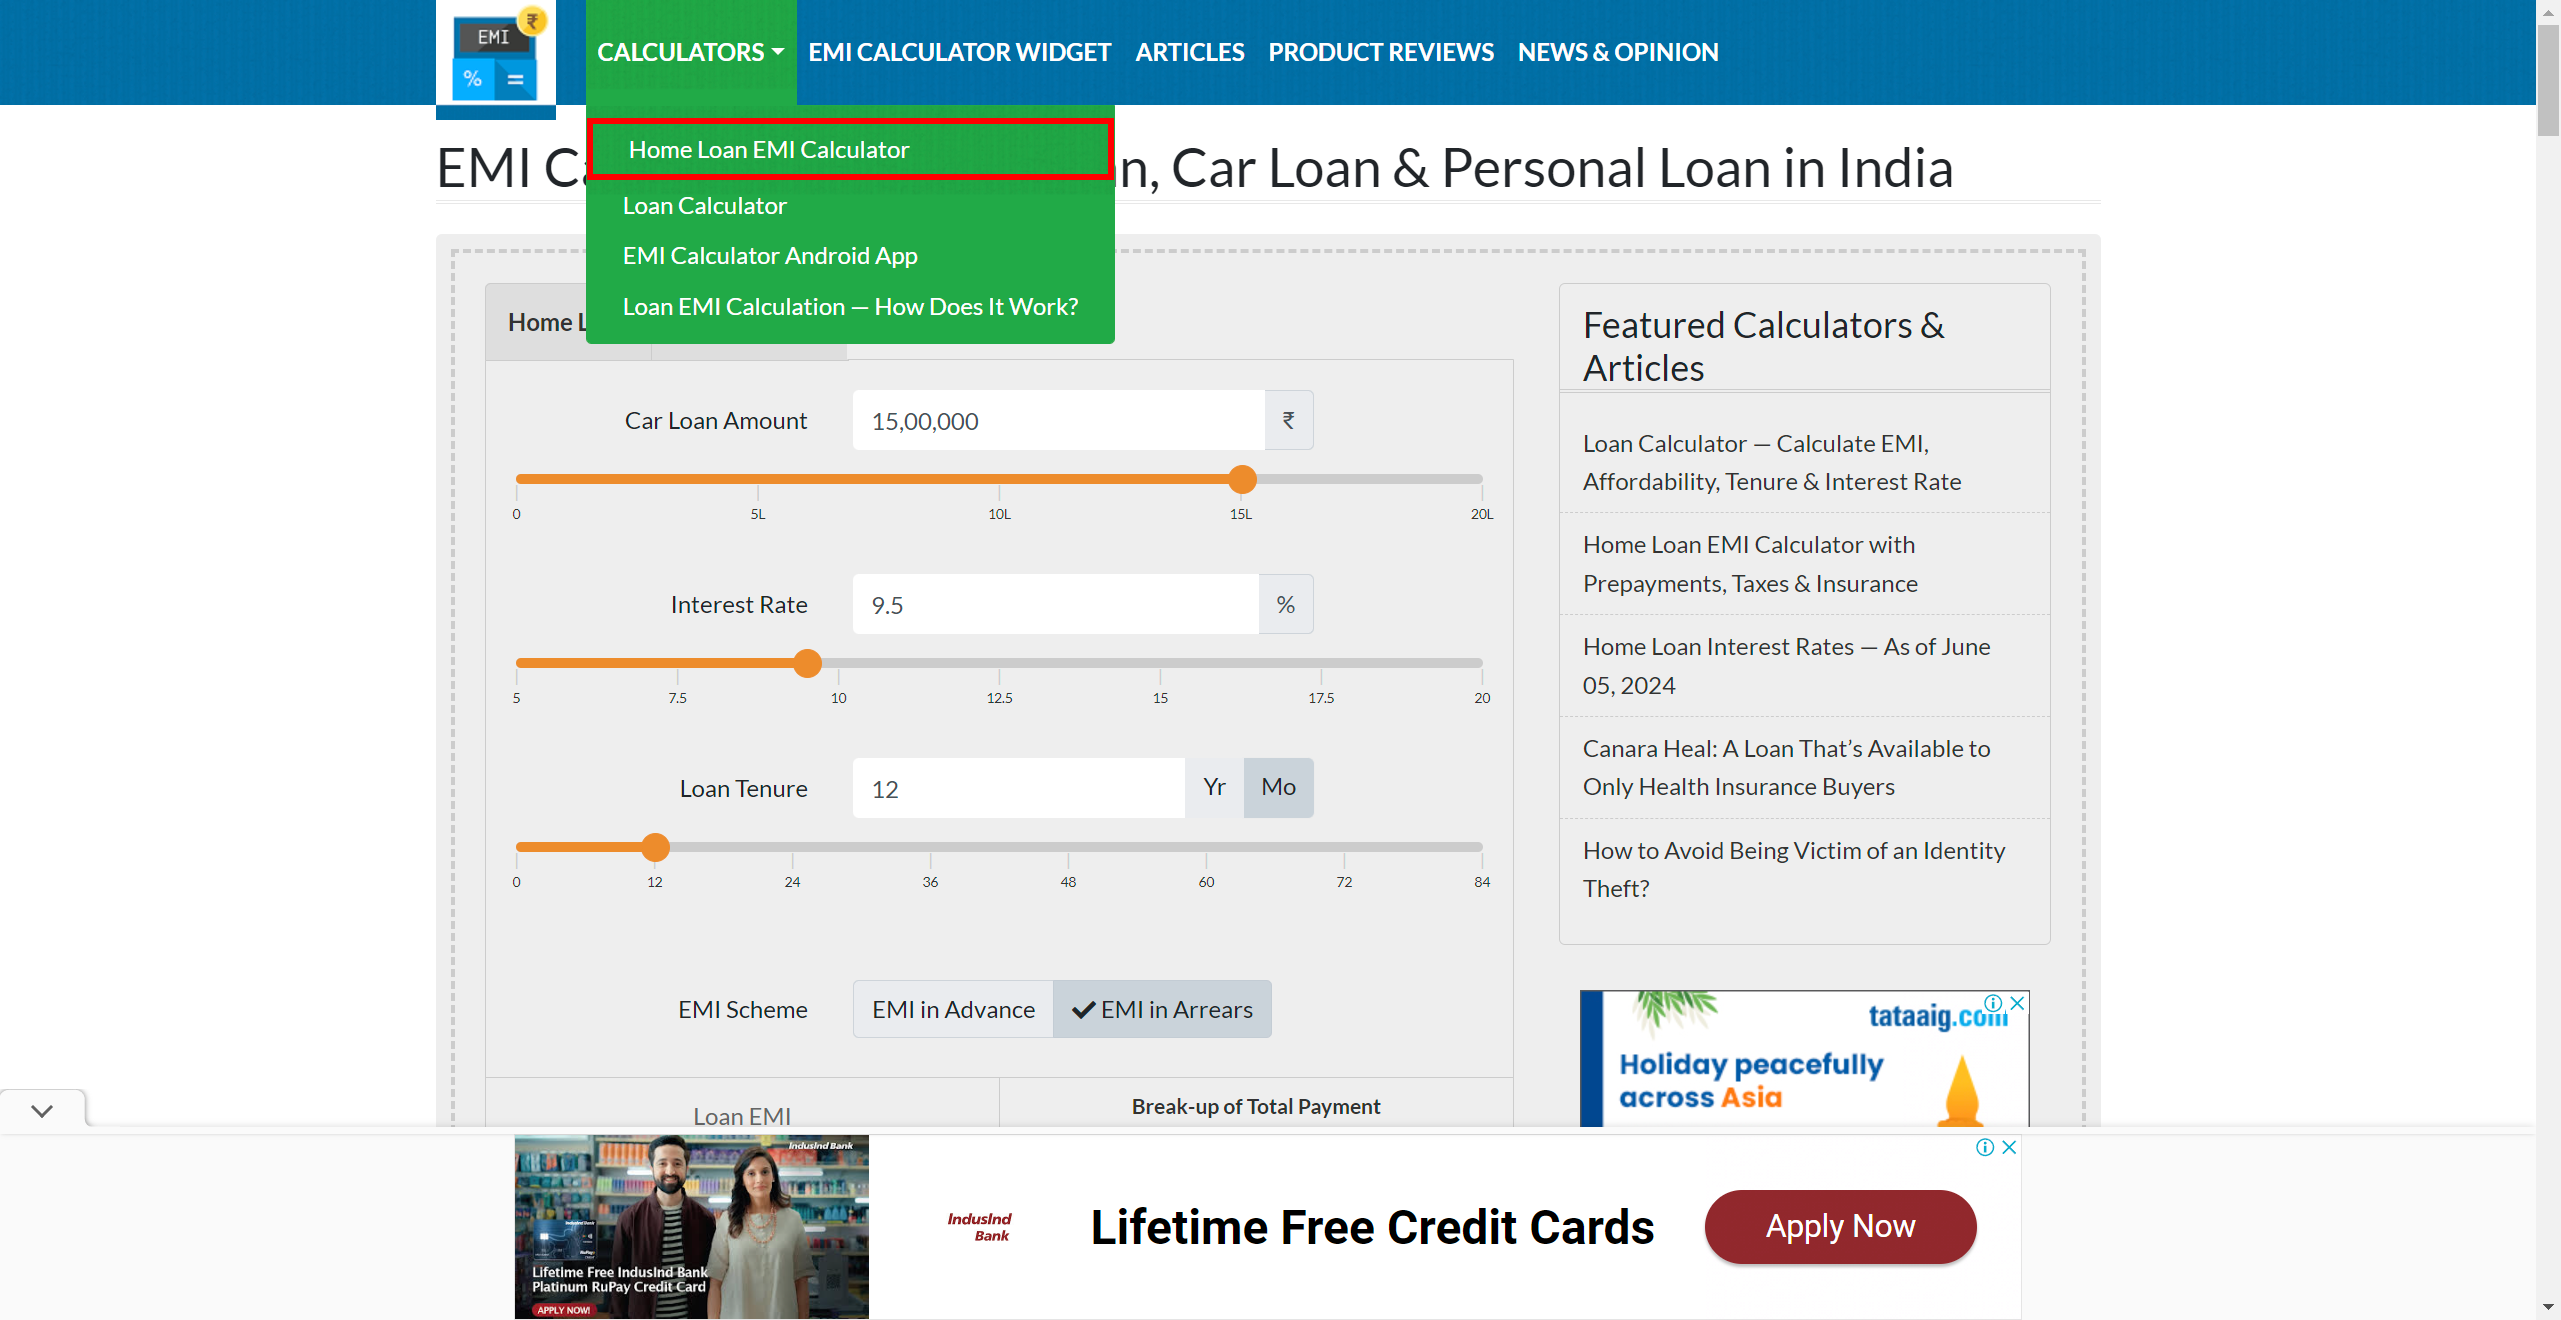 EMI
₹
%
=
CALCULATORS
EMI CALCULATOR WIDGET
ARTICLES
PRODUCT REVIEWS
NEWS & OPINION
Home Loan EMI Calculator
Loan Calculator
EMI Calculator Android App
Loan EMI Calculation — How Does It Work?
EMI C
n, Car Loan & Personal Loan in India
Home L
Car Loan Amount
15,00,000
₹
0 5L 10L 15L 20L
Interest Rate
9.5
%
5 7.5 10 12.5 15 17.5 20
Loan Tenure
12
Yr
Mo
0 12 24 36 48 60 72 84
EMI Scheme
EMI in Advance
EMI in Arrears
Loan EMI
Break-up of Total Payment
Featured Calculators &
Articles
Loan Calculator — Calculate EMI,
Affordability, Tenure & Interest Rate
Home Loan EMI Calculator with
Prepayments, Taxes & Insurance
Home Loan Interest Rates — As of June
05, 2024
Canara Heal: A Loan That’s Available to
Only Health Insurance Buyers
How to Avoid Being Victim of an Identity
Theft?
tataaig.com
Holiday peacefully
across Asia
IndusInd Bank
Lifetime Free IndusInd Bank
Platinum RuPay Credit Card
APPLY NOW!
IndusInd
Bank
Lifetime Free Credit Cards
Apply Now